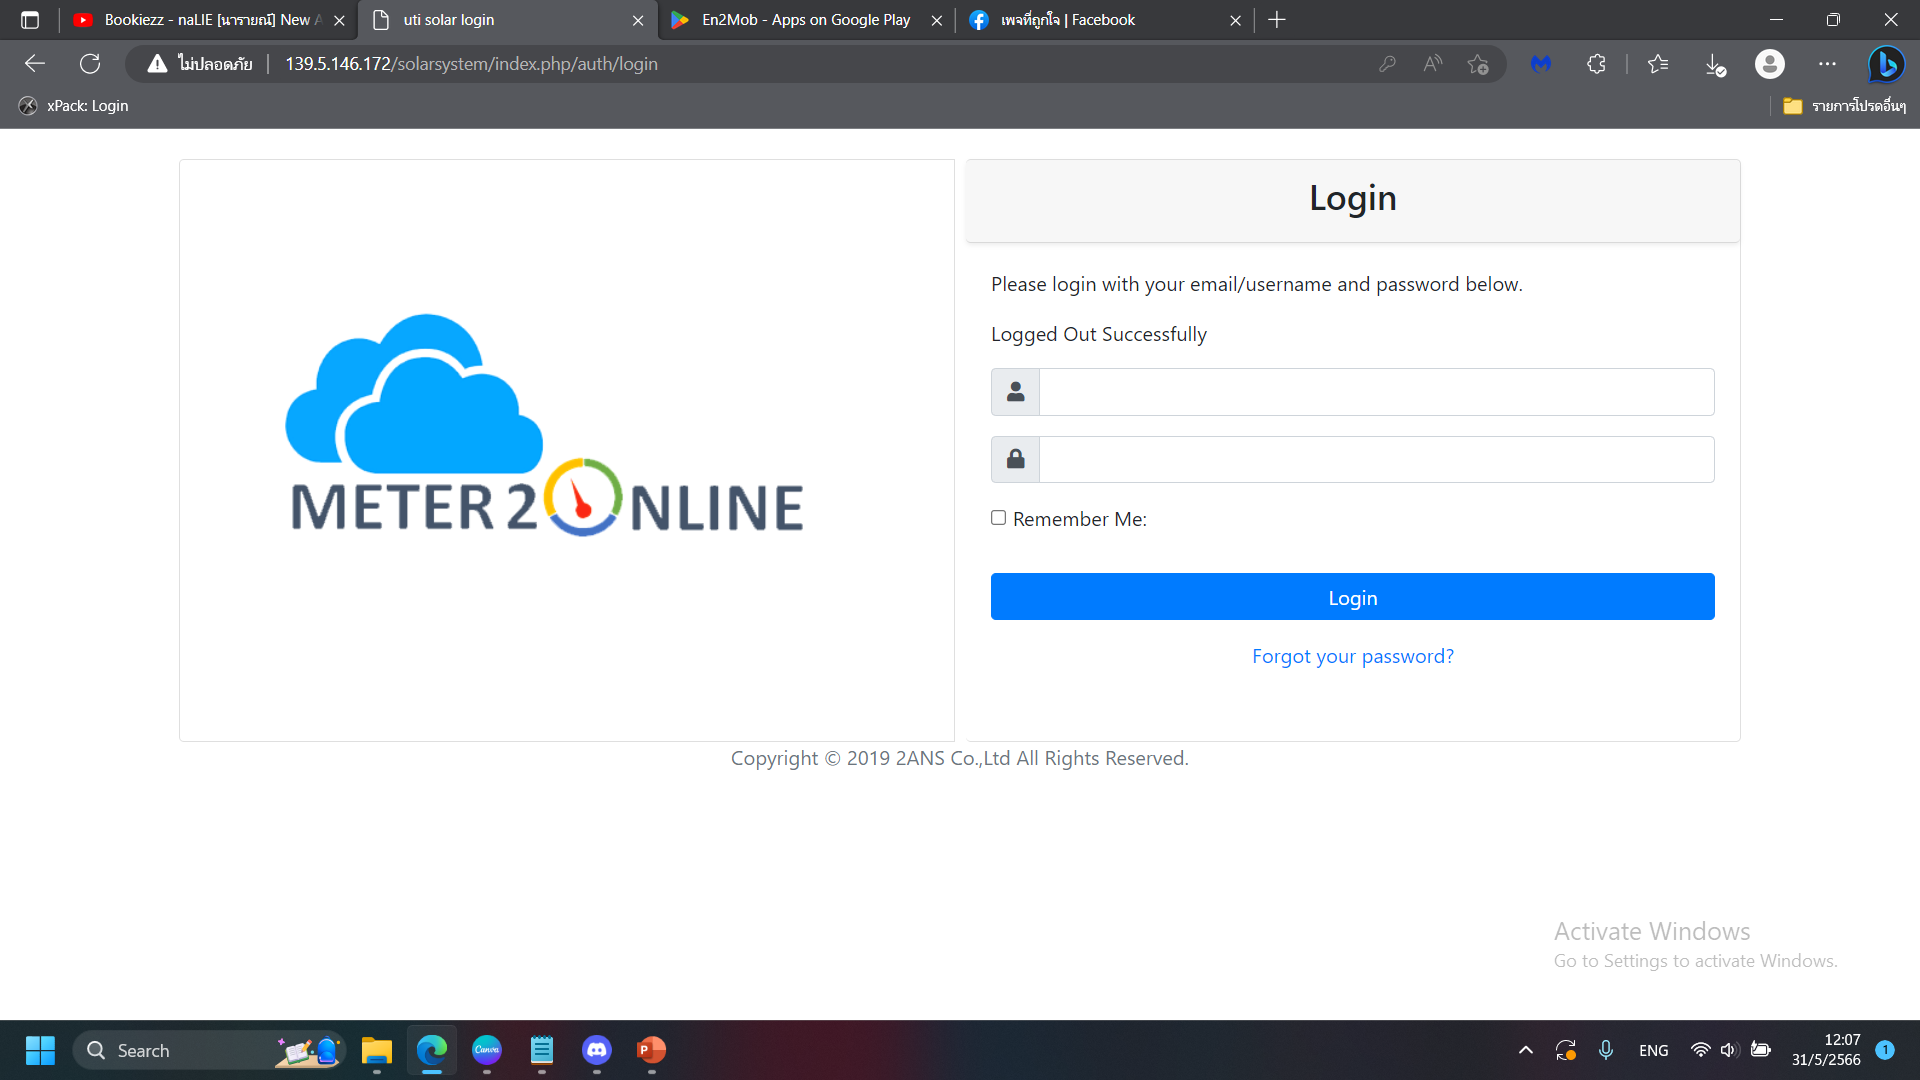 Bookiezz - naLIE [นารายณ์] New A
uti solar login
En2Mob - Apps on Google Play
เพจที่ถูกใจ | Facebook
ไม่ปลอดภัย
139.5.146.172/solarsystem/index.php/auth/login
xPack: Login
รายการโปรดอื่นๆ
METER 2 ONLINE
Login
Please login with your email/username and password below.
Logged Out Successfully
Remember Me:
Login
Forgot your password?
Copyright © 2019 2ANS Co.,Ltd All Rights Reserved.
Activate Windows
Go to Settings to activate Windows.
Search
Canva
P
ENG
12:07
31/5/2566
1